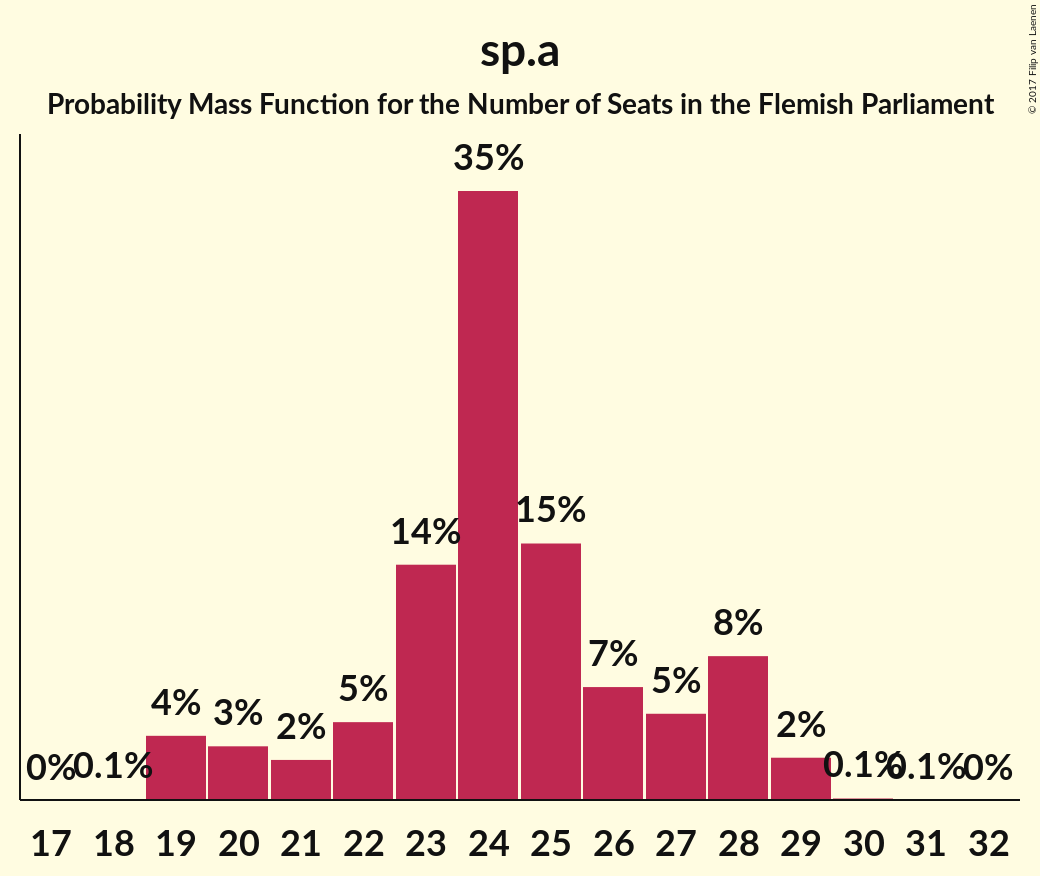 sp.a
Probability Mass Function for the Number of Seats in the Flemish Parliament
© 2017 Filip van Laenen
0% 0.1% 4% 3% 2% 5% 14% 35% 15% 7% 5% 8% 2% 0.1% 0.1% 0%
17 18 19 20 21 22 23 24 25 26 27 28 29 30 31 32